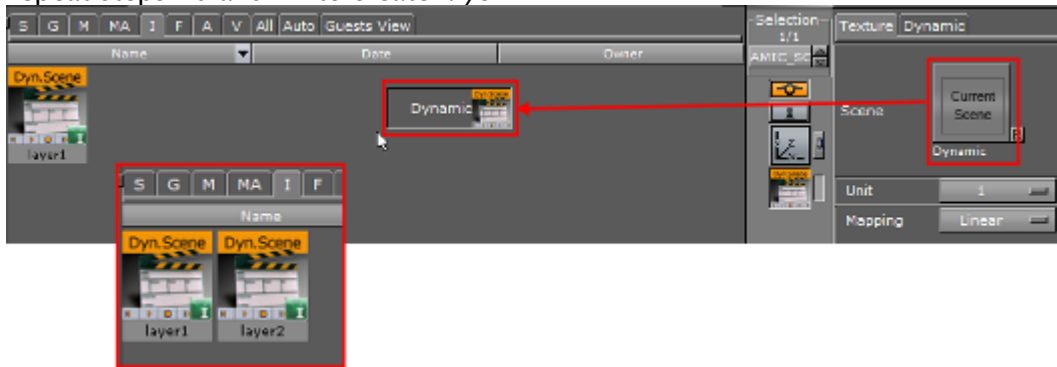 S G M MA I F A V All Auto Guests View
Name Date Owner
Dyn.Scene
layer1
Dynamic
Selection
1/1
AMIC_SC
Texture Dynamic
Scene
Current
Scene
Dynamic
Unit 1
Mapping Linear
S G M MA I F
Name
Dyn.Scene Dyn.Scene
I I
layer1 layer2